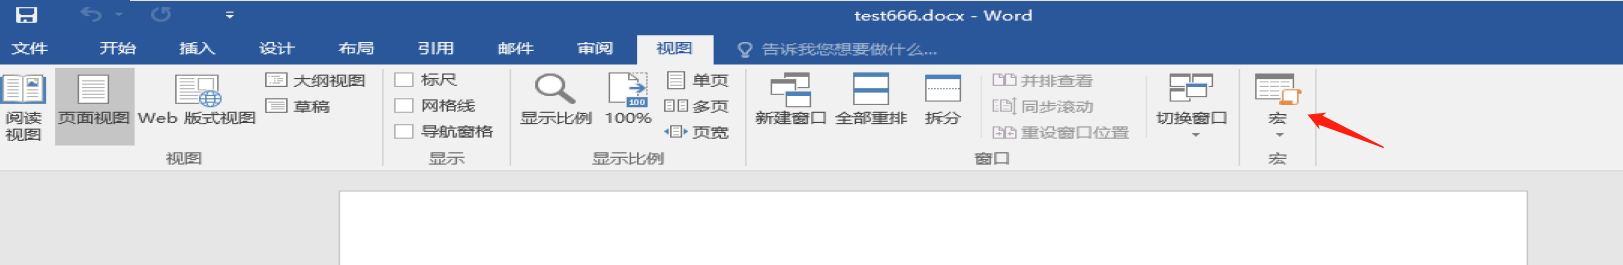 test666.docx - Word
文件 开始 插入 设计 布局 引用 邮件 审阅 视图 告诉我您想要做什么...
阅读视图 页面视图 Web 版式视图 大纲视图 草稿
视图
标尺 网格线 导航窗格
显示
显示比例 100 100% 单页 多页 页宽
显示比例
新建窗口 全部重排 拆分 并排查看 同步滚动 重设窗口位置 切换窗口
窗口
宏
宏